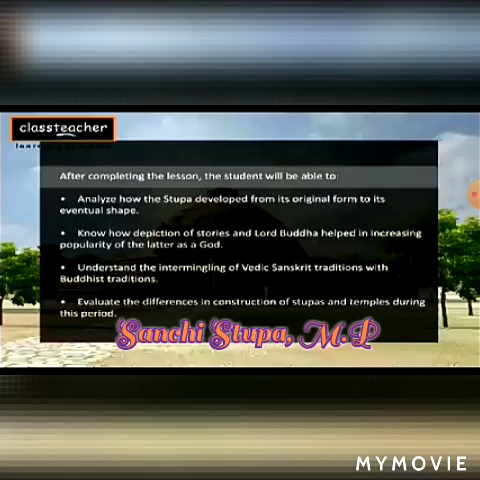 classteacher
After completing the lesson, the student will be able to:
• Analyze how the Stupa developed from its original form to its
eventual shape.
• Know how depiction of stories and Lord Buddha helped in increasing
popularity of the latter as a God.
• Understand the intermingling of Vedic Sanskrit traditions with
Buddhist traditions.
• Evaluate the differences in construction of stupas and temples during
this period.
Sanchi Stupa, M.P
MYMOVIE